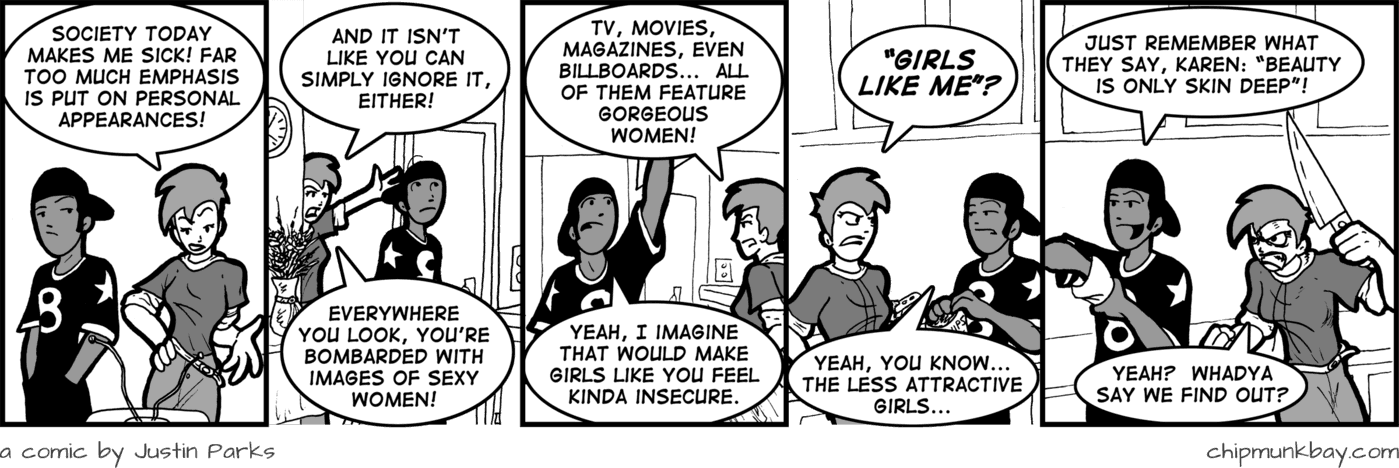 SOCIETY TODAY
MAKES ME SICK! FAR
TOO MUCH EMPHASIS
IS PUT ON PERSONAL
APPEARANCES!
AND IT ISN'T
LIKE YOU CAN
SIMPLY IGNORE IT,
EITHER!
EVERYWHERE
YOU LOOK, YOU'RE
BOMBARDED WITH
IMAGES OF SEXY
WOMEN!
TV, MOVIES,
MAGAZINES, EVEN
BILLBOARDS... ALL
OF THEM FEATURE
GORGEOUS
WOMEN!
YEAH, I IMAGINE
THAT WOULD MAKE
GIRLS LIKE YOU FEEL
KINDA INSECURE.
"GIRLS
LIKE ME"?
YEAH, YOU KNOW...
THE LESS ATTRACTIVE
GIRLS...
JUST REMEMBER WHAT
THEY SAY, KAREN: "BEAUTY
IS ONLY SKIN DEEP"!
YEAH? WHADYA
SAY WE FIND OUT?
8
a comic by Justin Parks
chipmunkbay.com